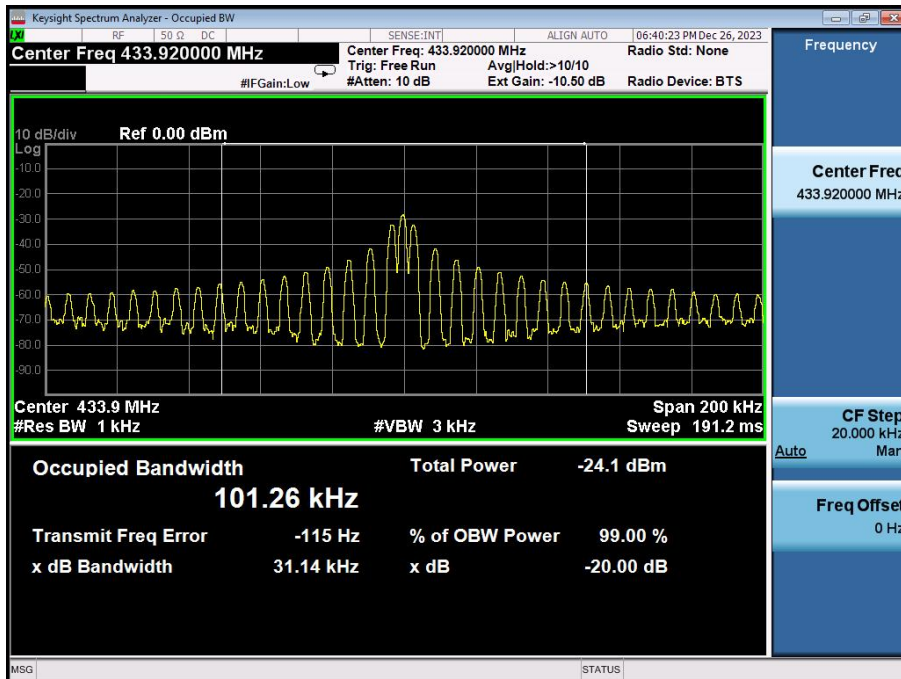 Keysight Spectrum Analyzer - Occupied BW
LXI RF 50 Ω DC SENSE:INT ALIGN AUTO 06:40:23 PM Dec 26, 2023
Center Freq 433.920000 MHz
Center Freq: 433.920000 MHz
Radio Std: None
Trig: Free Run
Avg|Hold:>10/10
#IFGain:Low
#Atten: 10 dB
Ext Gain: -10.50 dB
Radio Device: BTS
10 dB/div
Ref 0.00 dBm
Log
-10.0
-20.0
-30.0
-40.0
-50.0
-60.0
-70.0
-80.0
-90.0
Center 433.9 MHz
Span 200 kHz
#Res BW 1 kHz
#VBW 3 kHz
Sweep 191.2 ms
Occupied Bandwidth
101.26 kHz
Total Power -24.1 dBm
Transmit Freq Error -115 Hz
% of OBW Power 99.00 %
x dB Bandwidth 31.14 kHz
x dB -20.00 dB
MSG
STATUS
Frequency
Center Freq
433.920000 MHz
CF Step
20.000 kHz
Auto Man
Freq Offset
0 Hz